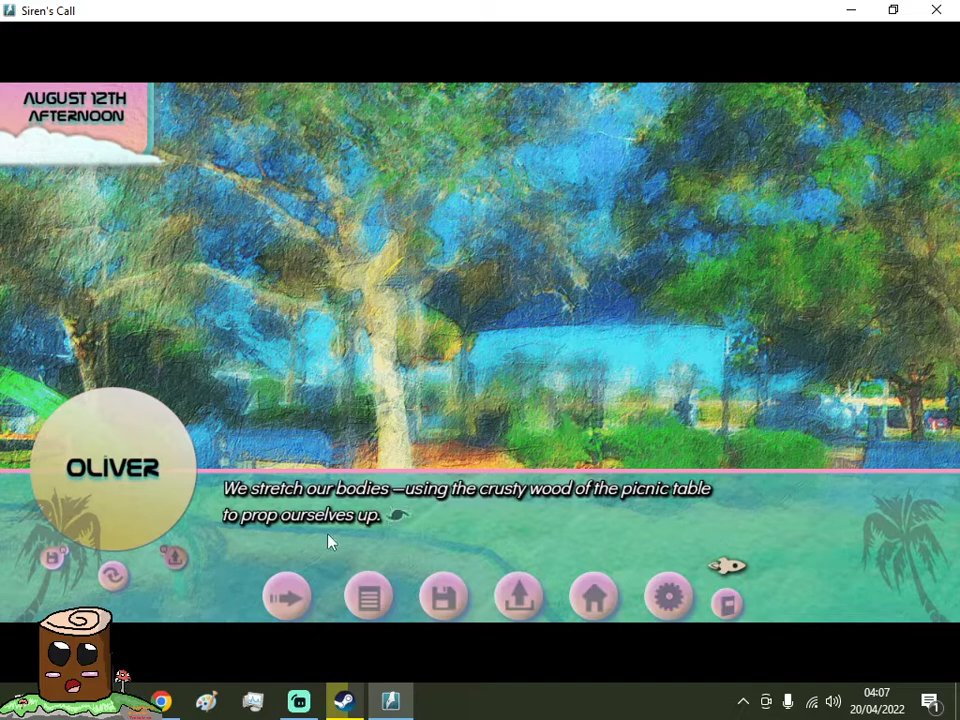 Siren's Call
AUGUST 12TH
AFTERNOON
OLIVER
We stretch our bodies —using the crusty wood of the picnic table
to prop ourselves up.
04:07
20/04/2022
1